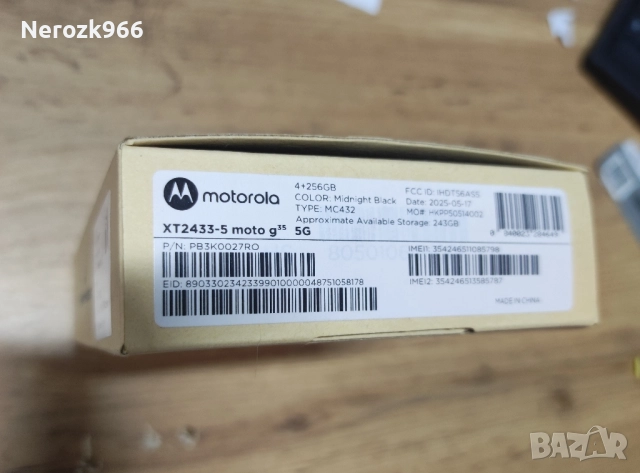 Nerozk966
motorola
4+256GB
COLOR: Midnight Black
TYPE: MC432
Approximate Available Storage: 243GB
FCC ID: IHDT56AS5
Date: 2025-05-17
XT2433-5 moto g35 5G
P/N: PB3K0027RO
EID: 89033023423399010000048751058178
IMEI1: 354246511085798
IMEI2: 354246513585787
MADE IN CHINA
BAZAR